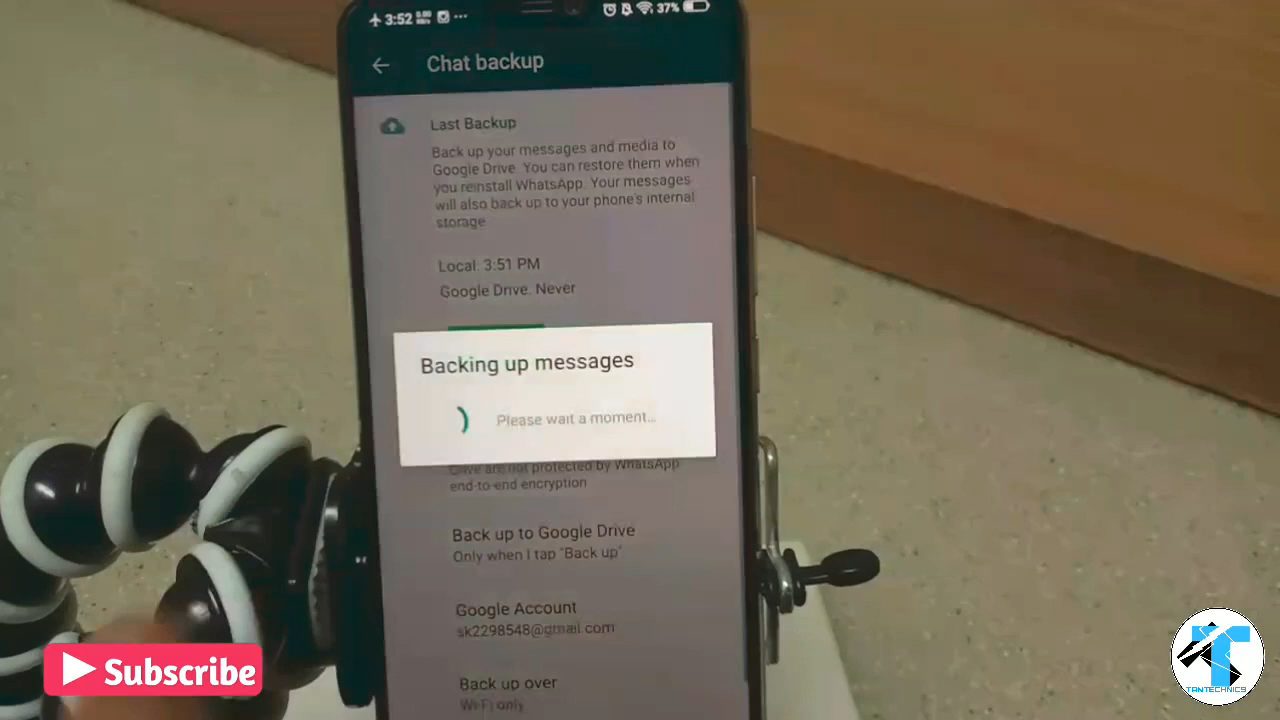 3:52
37%
Chat backup
Last Backup
Back up your messages and media to
Google Drive. You can restore them when
you reinstall WhatsApp. Your messages
will also back up to your phone's internal
storage
Local: 3:51 PM
Google Drive: Never
Backing up messages
Please wait a moment...
Drive are not protected by WhatsApp
end-to-end encryption
Back up to Google Drive
Only when I tap "Back up"
Google Account
sk2298548@gmail.com
Back up over
Wi-Fi only
Subscribe
TANTECHNICS